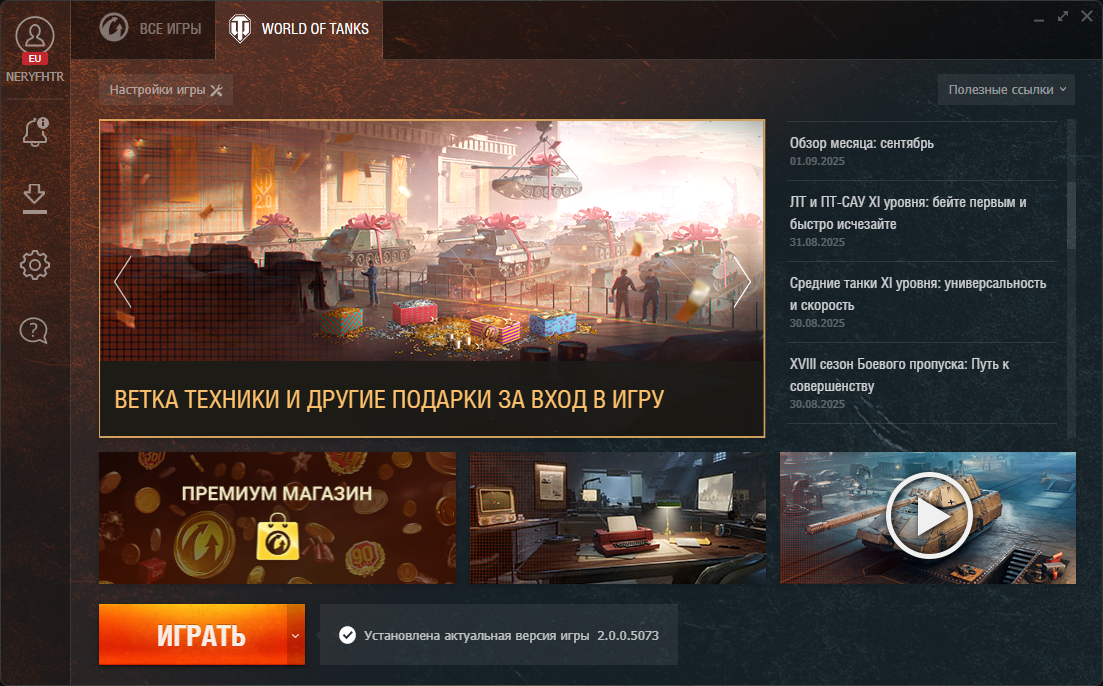 ВСЕ ИГРЫ
WORLD OF TANKS
EU
NERYFHTR
Настройки игры
Полезные ссылки
ВЕТКА ТЕХНИКИ И ДРУГИЕ ПОДАРКИ ЗА ВХОД В ИГРУ
Обзор месяца: сентябрь
01.09.2025
ЛТ и ПТ-САУ XI уровня: бейте первым и
быстро исчезайте
31.08.2025
Средние танки XI уровня: универсальность
и скорость
30.08.2025
XVIII сезон Боевого пропуска: Путь к
совершенству
30.08.2025
ПРЕМИУМ МАГАЗИН
ИГРАТЬ
Установлена актуальная версия игры 2.0.0.5073